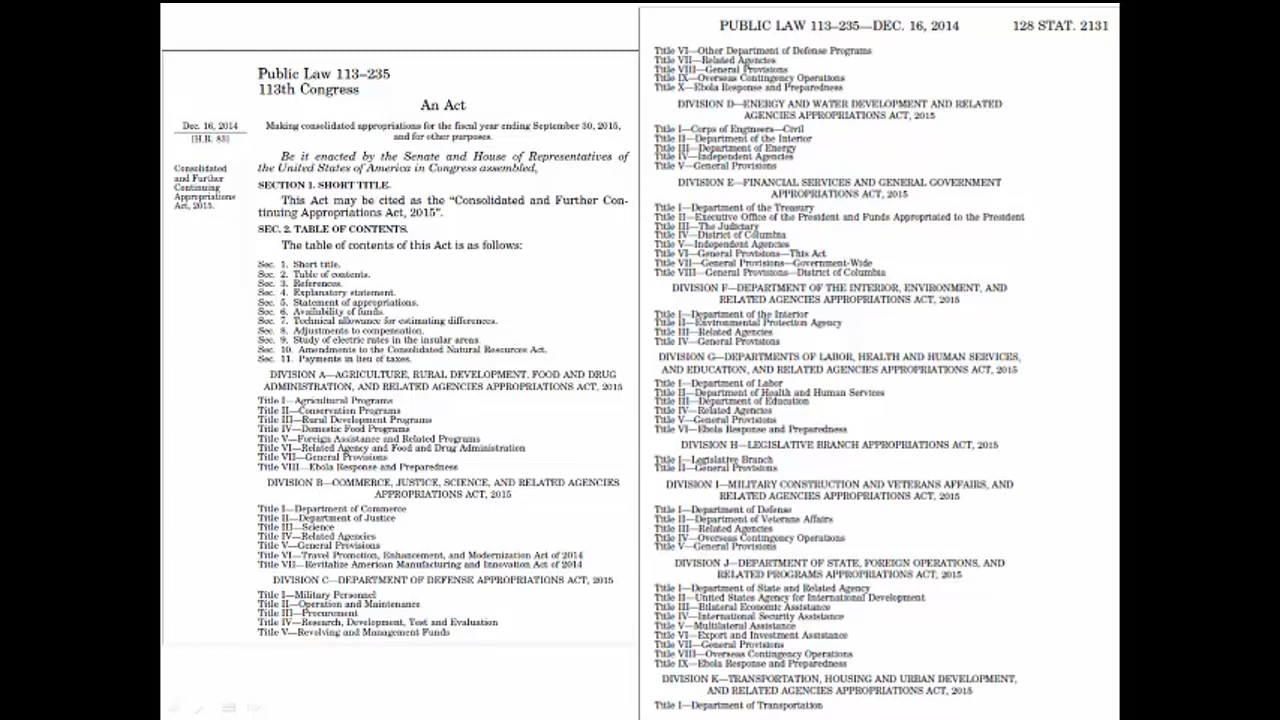 Public Law 113–235
113th Congress
An Act
Dec. 16, 2014
[H.R. 83]
Making consolidated appropriations for the fiscal year ending September 30, 2015,
and for other purposes.
Consolidated
and Further
Continuing
Appropriations
Act, 2015.
Be it enacted by the Senate and House of Representatives of
the United States of America in Congress assembled,
SECTION 1. SHORT TITLE.
This Act may be cited as the “Consolidated and Further Con-
tinuing Appropriations Act, 2015”.
SEC. 2. TABLE OF CONTENTS.
The table of contents of this Act is as follows:
Sec. 1. Short title.
Sec. 2. Table of contents.
Sec. 3. References.
Sec. 4. Explanatory statement.
Sec. 5. Statement of appropriations.
Sec. 6. Availability of funds.
Sec. 7. Technical allowance for estimating differences.
Sec. 8. Adjustments to compensation.
Sec. 9. Study of electric rates in the insular areas.
Sec. 10. Amendments to the Consolidated Natural Resources Act.
Sec. 11. Payments in lieu of taxes.
DIVISION A—AGRICULTURE, RURAL DEVELOPMENT, FOOD AND DRUG
ADMINISTRATION, AND RELATED AGENCIES APPROPRIATIONS ACT, 2015
Title I—Agricultural Programs
Title II—Conservation Programs
Title III—Rural Development Programs
Title IV—Domestic Food Programs
Title V—Foreign Assistance and Related Programs
Title VI—Related Agency and Food and Drug Administration
Title VII—General Provisions
Title VIII—Ebola Response and Preparedness
DIVISION B—COMMERCE, JUSTICE, SCIENCE, AND RELATED AGENCIES
APPROPRIATIONS ACT, 2015
Title I—Department of Commerce
Title II—Department of Justice
Title III—Science
Title IV—Related Agencies
Title V—General Provisions
Title VI—Travel Promotion, Enhancement, and Modernization Act of 2014
Title VII—Revitalize American Manufacturing and Innovation Act of 2014
DIVISION C—DEPARTMENT OF DEFENSE APPROPRIATIONS ACT, 2015
Title I—Military Personnel
Title II—Operation and Maintenance
Title III—Procurement
Title IV—Research, Development, Test and Evaluation
Title V—Revolving and Management Funds
PUBLIC LAW 113–235—DEC. 16, 2014 128 STAT. 2131
Title VI—Other Department of Defense Programs
Title VII—Related Agencies
Title VIII—General Provisions
Title IX—Overseas Contingency Operations
Title X—Ebola Response and Preparedness
DIVISION D—ENERGY AND WATER DEVELOPMENT AND RELATED
AGENCIES APPROPRIATIONS ACT, 2015
Title I—Corps of Engineers—Civil
Title II—Department of the Interior
Title III—Department of Energy
Title IV—Independent Agencies
Title V—General Provisions
DIVISION E—FINANCIAL SERVICES AND GENERAL GOVERNMENT
APPROPRIATIONS ACT, 2015
Title I—Department of the Treasury
Title II—Executive Office of the President and Funds Appropriated to the President
Title III—The Judiciary
Title IV—District of Columbia
Title V—Independent Agencies
Title VI—General Provisions—This Act
Title VII—General Provisions—Government-Wide
Title VIII—General Provisions—District of Columbia
DIVISION F—DEPARTMENT OF THE INTERIOR, ENVIRONMENT, AND
RELATED AGENCIES APPROPRIATIONS ACT, 2015
Title I—Department of the Interior
Title II—Environmental Protection Agency
Title III—Related Agencies
Title IV—General Provisions
DIVISION G—DEPARTMENTS OF LABOR, HEALTH AND HUMAN SERVICES,
AND EDUCATION, AND RELATED AGENCIES APPROPRIATIONS ACT, 2015
Title I—Department of Labor
Title II—Department of Health and Human Services
Title III—Department of Education
Title IV—Related Agencies
Title V—General Provisions
Title VI—Ebola Response and Preparedness
DIVISION H—LEGISLATIVE BRANCH APPROPRIATIONS ACT, 2015
Title I—Legislative Branch
Title II—General Provisions
DIVISION I—MILITARY CONSTRUCTION AND VETERANS AFFAIRS, AND
RELATED AGENCIES APPROPRIATIONS ACT, 2015
Title I—Department of Defense
Title II—Department of Veterans Affairs
Title III—Related Agencies
Title IV—Overseas Contingency Operations
Title V—General Provisions
DIVISION J—DEPARTMENT OF STATE, FOREIGN OPERATIONS, AND
RELATED PROGRAMS APPROPRIATIONS ACT, 2015
Title I—Department of State and Related Agency
Title II—United States Agency for International Development
Title III—Bilateral Economic Assistance
Title IV—International Security Assistance
Title V—Multilateral Assistance
Title VI—Export and Investment Assistance
Title VII—General Provisions
Title VIII—Overseas Contingency Operations
Title IX—Ebola Response and Preparedness
DIVISION K—TRANSPORTATION, HOUSING AND URBAN DEVELOPMENT,
AND RELATED AGENCIES APPROPRIATIONS ACT, 2015
Title I—Department of Transportation